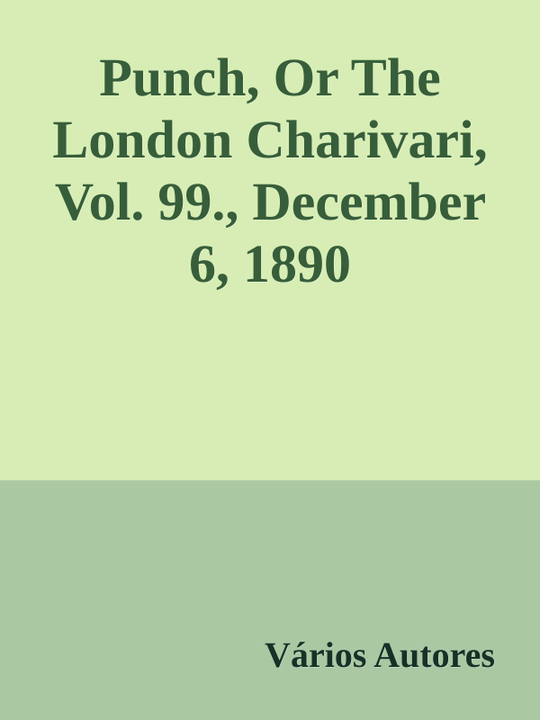 Punch, Or The
London Charivari,
Vol. 99., December
6, 1890
Vários Autores